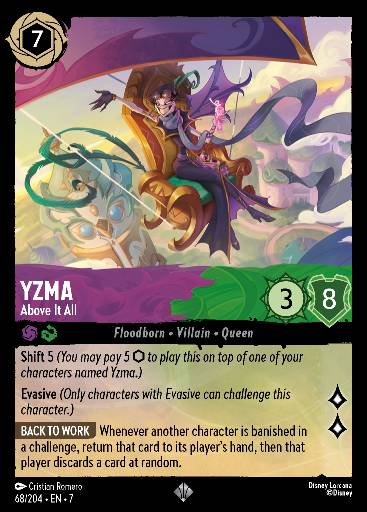 7
YZMA
Above It All
3
8
Floodborn • Villain • Queen
Shift 5 (You may pay 5 to play this on top of one of your
characters named Yzma.)
Evasive (Only characters with Evasive can challenge this
character.)
BACK TO WORK Whenever another character is banished in
a challenge, return that card to its player's hand, then that
player discards a card at random.
Cristian Romero
68/204 • EN • 7
Disney Lorcana
©Disney